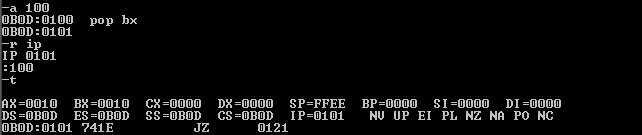 -a 100
0B0D:0100  pop bx
0B0D:0101
-r ip
IP 0101
:100
-t
AX=0010  BX=0010  CX=0000  DX=0000  SP=FFEE  BP=0000  SI=0000  DI=0000
DS=0B0D  ES=0B0D  SS=0B0D  CS=0B0D  IP=0101   NV UP EI PL NZ NA PO NC
0B0D:0101 741E          JZ      0121